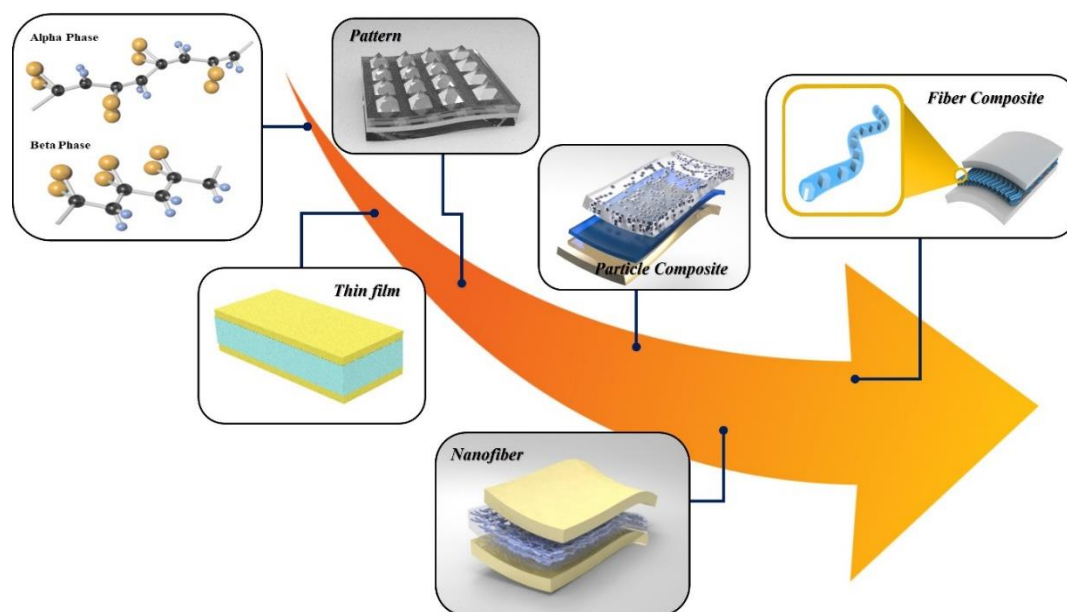 Alpha Phase
Beta Phase
Thin film
Pattern
Particle Composite
Nanofiber
Fiber Composite